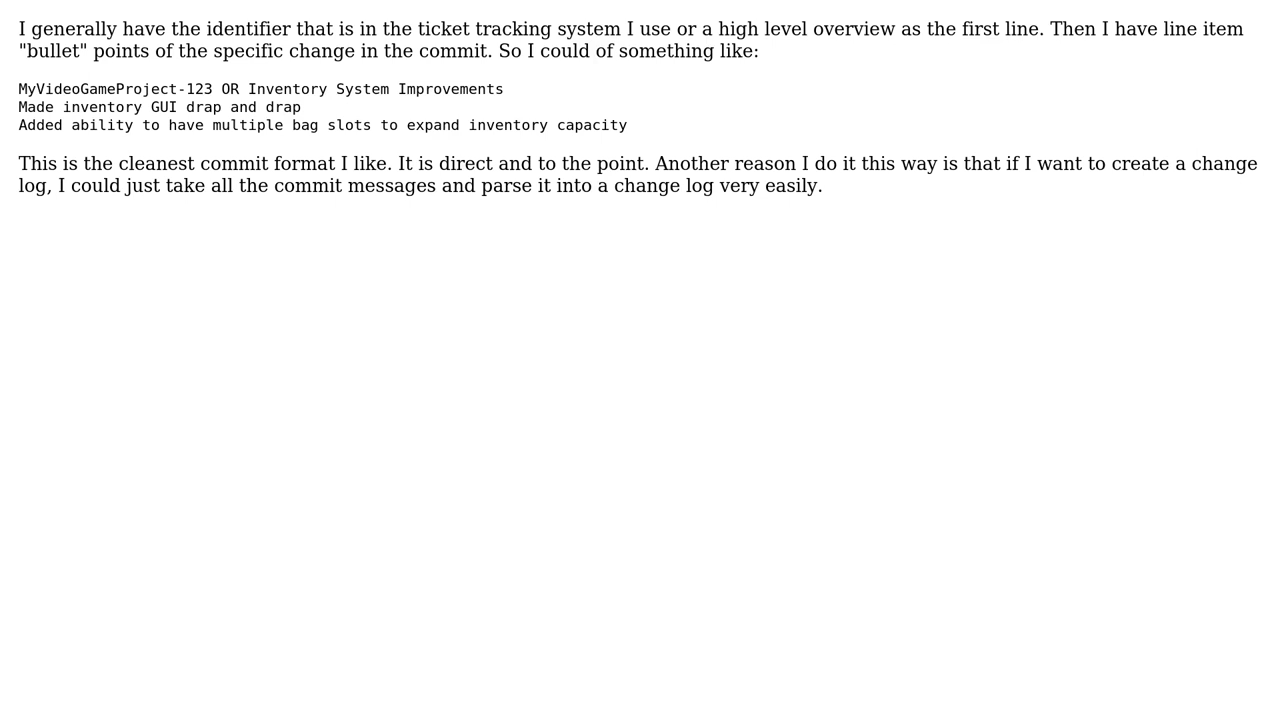 I generally have the identifier that is in the ticket tracking system I use or a high level overview as the first line. Then I have line item
"bullet" points of the specific change in the commit. So I could of something like:
MyVideoGameProject-123 OR Inventory System Improvements
Made inventory GUI drap and drap
Added ability to have multiple bag slots to expand inventory capacity
This is the cleanest commit format I like. It is direct and to the point. Another reason I do it this way is that if I want to create a change
log, I could just take all the commit messages and parse it into a change log very easily.